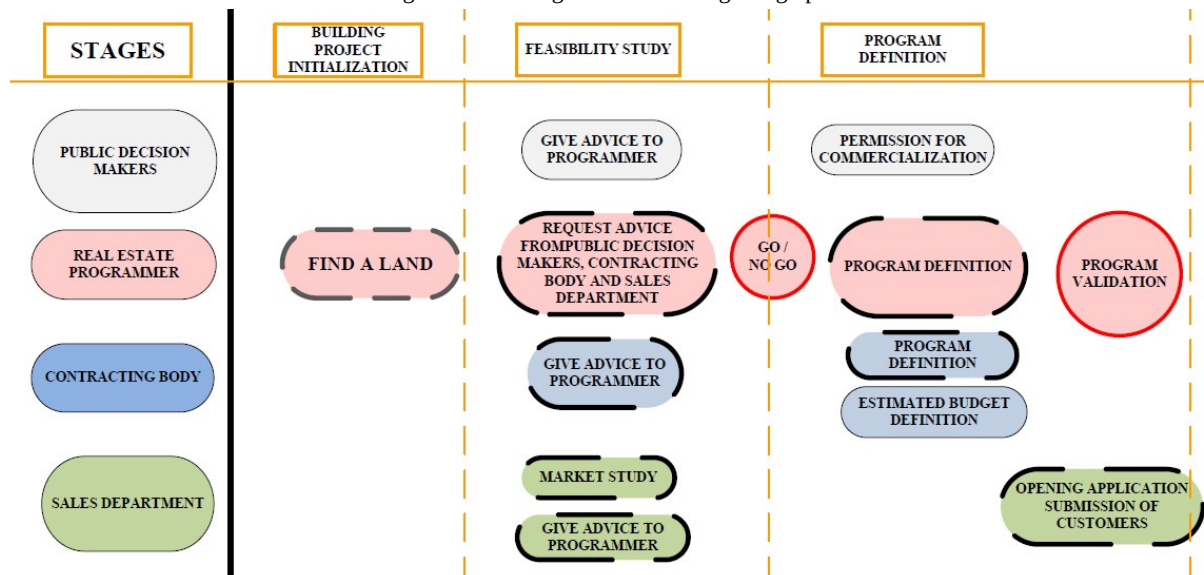 STAGES
BUILDING
PROJECT
INITIALIZATION
FEASIBILITY STUDY
PROGRAM
DEFINITION
PUBLIC DECISION
MAKERS
GIVE ADVICE TO
PROGRAMMER
PERMISSION FOR
COMMERCIALIZATION
REAL ESTATE
PROGRAMMER
FIND A LAND
REQUEST ADVICE
FROMPUBLIC DECISION
MAKERS, CONTRACTING
BODY AND SALES
DEPARTMENT
GO /
NO GO
PROGRAM DEFINITION
PROGRAM
VALIDATION
CONTRACTING BODY
GIVE ADVICE TO
PROGRAMMER
PROGRAM
DEFINITION
ESTIMATED BUDGET
DEFINITION
SALES DEPARTMENT
MARKET STUDY
GIVE ADVICE TO
PROGRAMMER
OPENING APPLICATION
SUBMISSION OF
CUSTOMERS